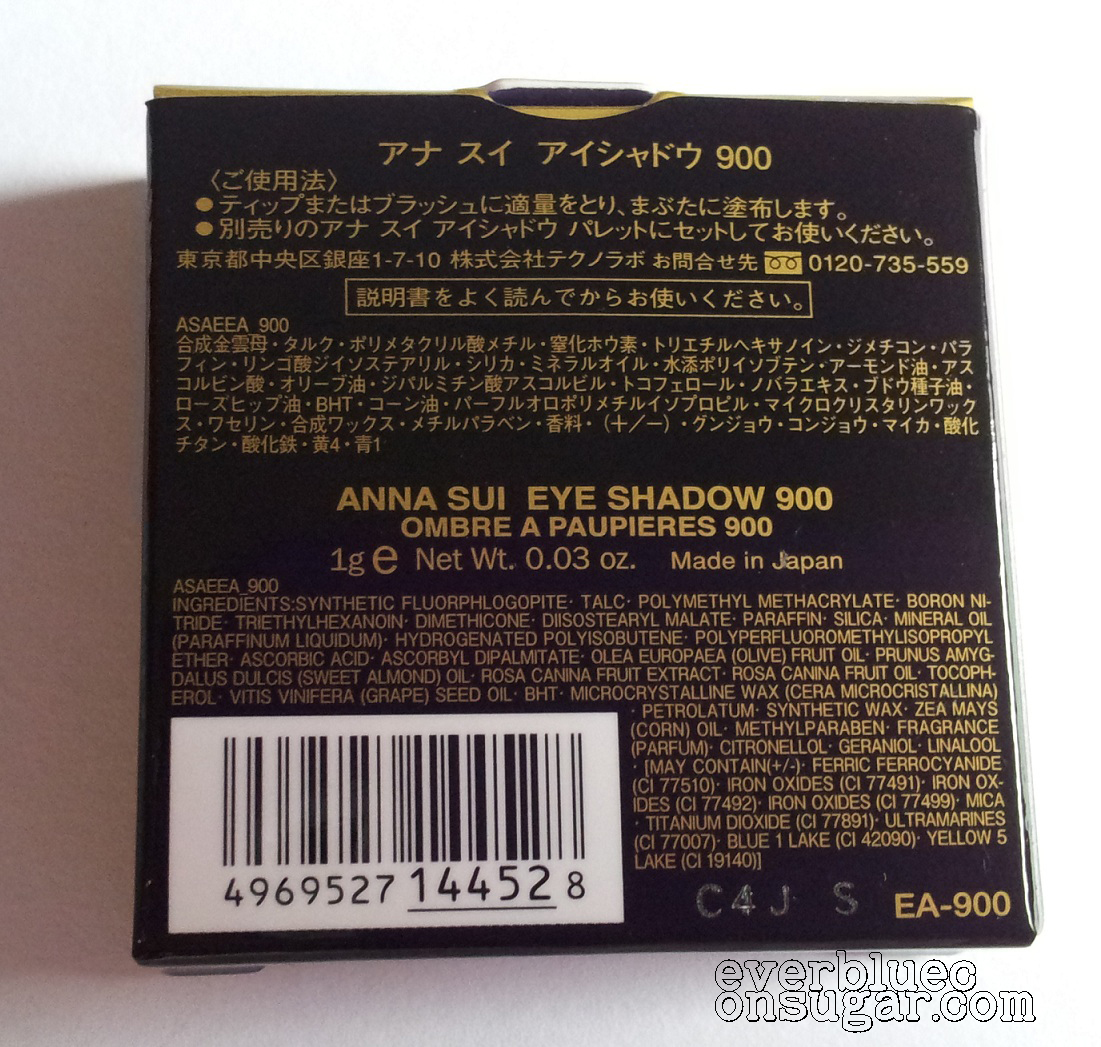 アナ スイ アイシャドウ 900
〈ご使用法〉
●ティップまたはブラッシュに適量をとり、まぶたに塗布します。
●別売りのアナ スイ アイシャドウ パレットにセットしてお使いください。
東京都中央区銀座1-7-10 株式会社テクノラボ お問合せ先 0120-735-559
説明書をよく読んでからお使いください。
ASAEEA_900
合成金雲母・タルク・ポリメタクリル酸メチル・窒化ホウ素・トリエチルヘキサノイン・ジメチコン・パラ
フィン・リンゴ酸ジイソステアリル・シリカ・ミネラルオイル・水添ポリイソブテン・アーモンド油・アス
コルビン酸・オリーブ油・ジパルミチン酸アスコルビル・トコフェロール・ノバラエキス・ブドウ種子油・
ローズヒップ油・BHT・コーン油・パーフルオロポリメチルイソプロピル・マイクロクリスタリンワック
ス・ワセリン・合成ワックス・メチルパラベン・香料・（＋／－）・グンジョウ・コンジョウ・マイカ・酸化
チタン・酸化鉄・黄4・青1
ANNA SUI EYE SHADOW 900
OMBRE A PAUPIERES 900
1g e Net Wt. 0.03 oz. Made in Japan
ASAEEA_900
INGREDIENTS:SYNTHETIC FLUORPHLOGOPITE· TALC· POLYMETHYL METHACRYLATE· BORON NI-
TRIDE· TRIETHYLHEXANOIN· DIMETHICONE· DIISOSTEARYL MALATE· PARAFFIN· SILICA· MINERAL OIL
(PARAFFINUM LIQUIDUM)· HYDROGENATED POLYISOBUTENE· POLYPERFLUOROMETHYLISOPROPYL
ETHER· ASCORBIC ACID· ASCORBYL DIPALMITATE· OLEA EUROPAEA (OLIVE) FRUIT OIL· PRUNUS AMYG-
DALUS DULCIS (SWEET ALMOND) OIL· ROSA CANINA FRUIT EXTRACT· ROSA CANINA FRUIT OIL· TOCOPH-
EROL· VITIS VINIFERA (GRAPE) SEED OIL· BHT· MICROCRYSTALLINE WAX (CERA MICROCRISTALLINA)
· PETROLATUM· SYNTHETIC WAX· ZEA MAYS
(CORN) OIL· METHYLPARABEN· FRAGRANCE
(PARFUM)· CITRONELLOL· GERANIOL· LINALOOL
· [MAY CONTAIN(+/-)· FERRIC FERROCYANIDE
(CI 77510)· IRON OXIDES (CI 77491)· IRON OX-
IDES (CI 77492)· IRON OXIDES (CI 77499)· MICA
· TITANIUM DIOXIDE (CI 77891)· ULTRAMARINES
(CI 77007)· BLUE 1 LAKE (CI 42090)· YELLOW 5
LAKE (CI 19140)]
4969527 14452 8
C4J S
EA-900
everbluec
onsugar.com